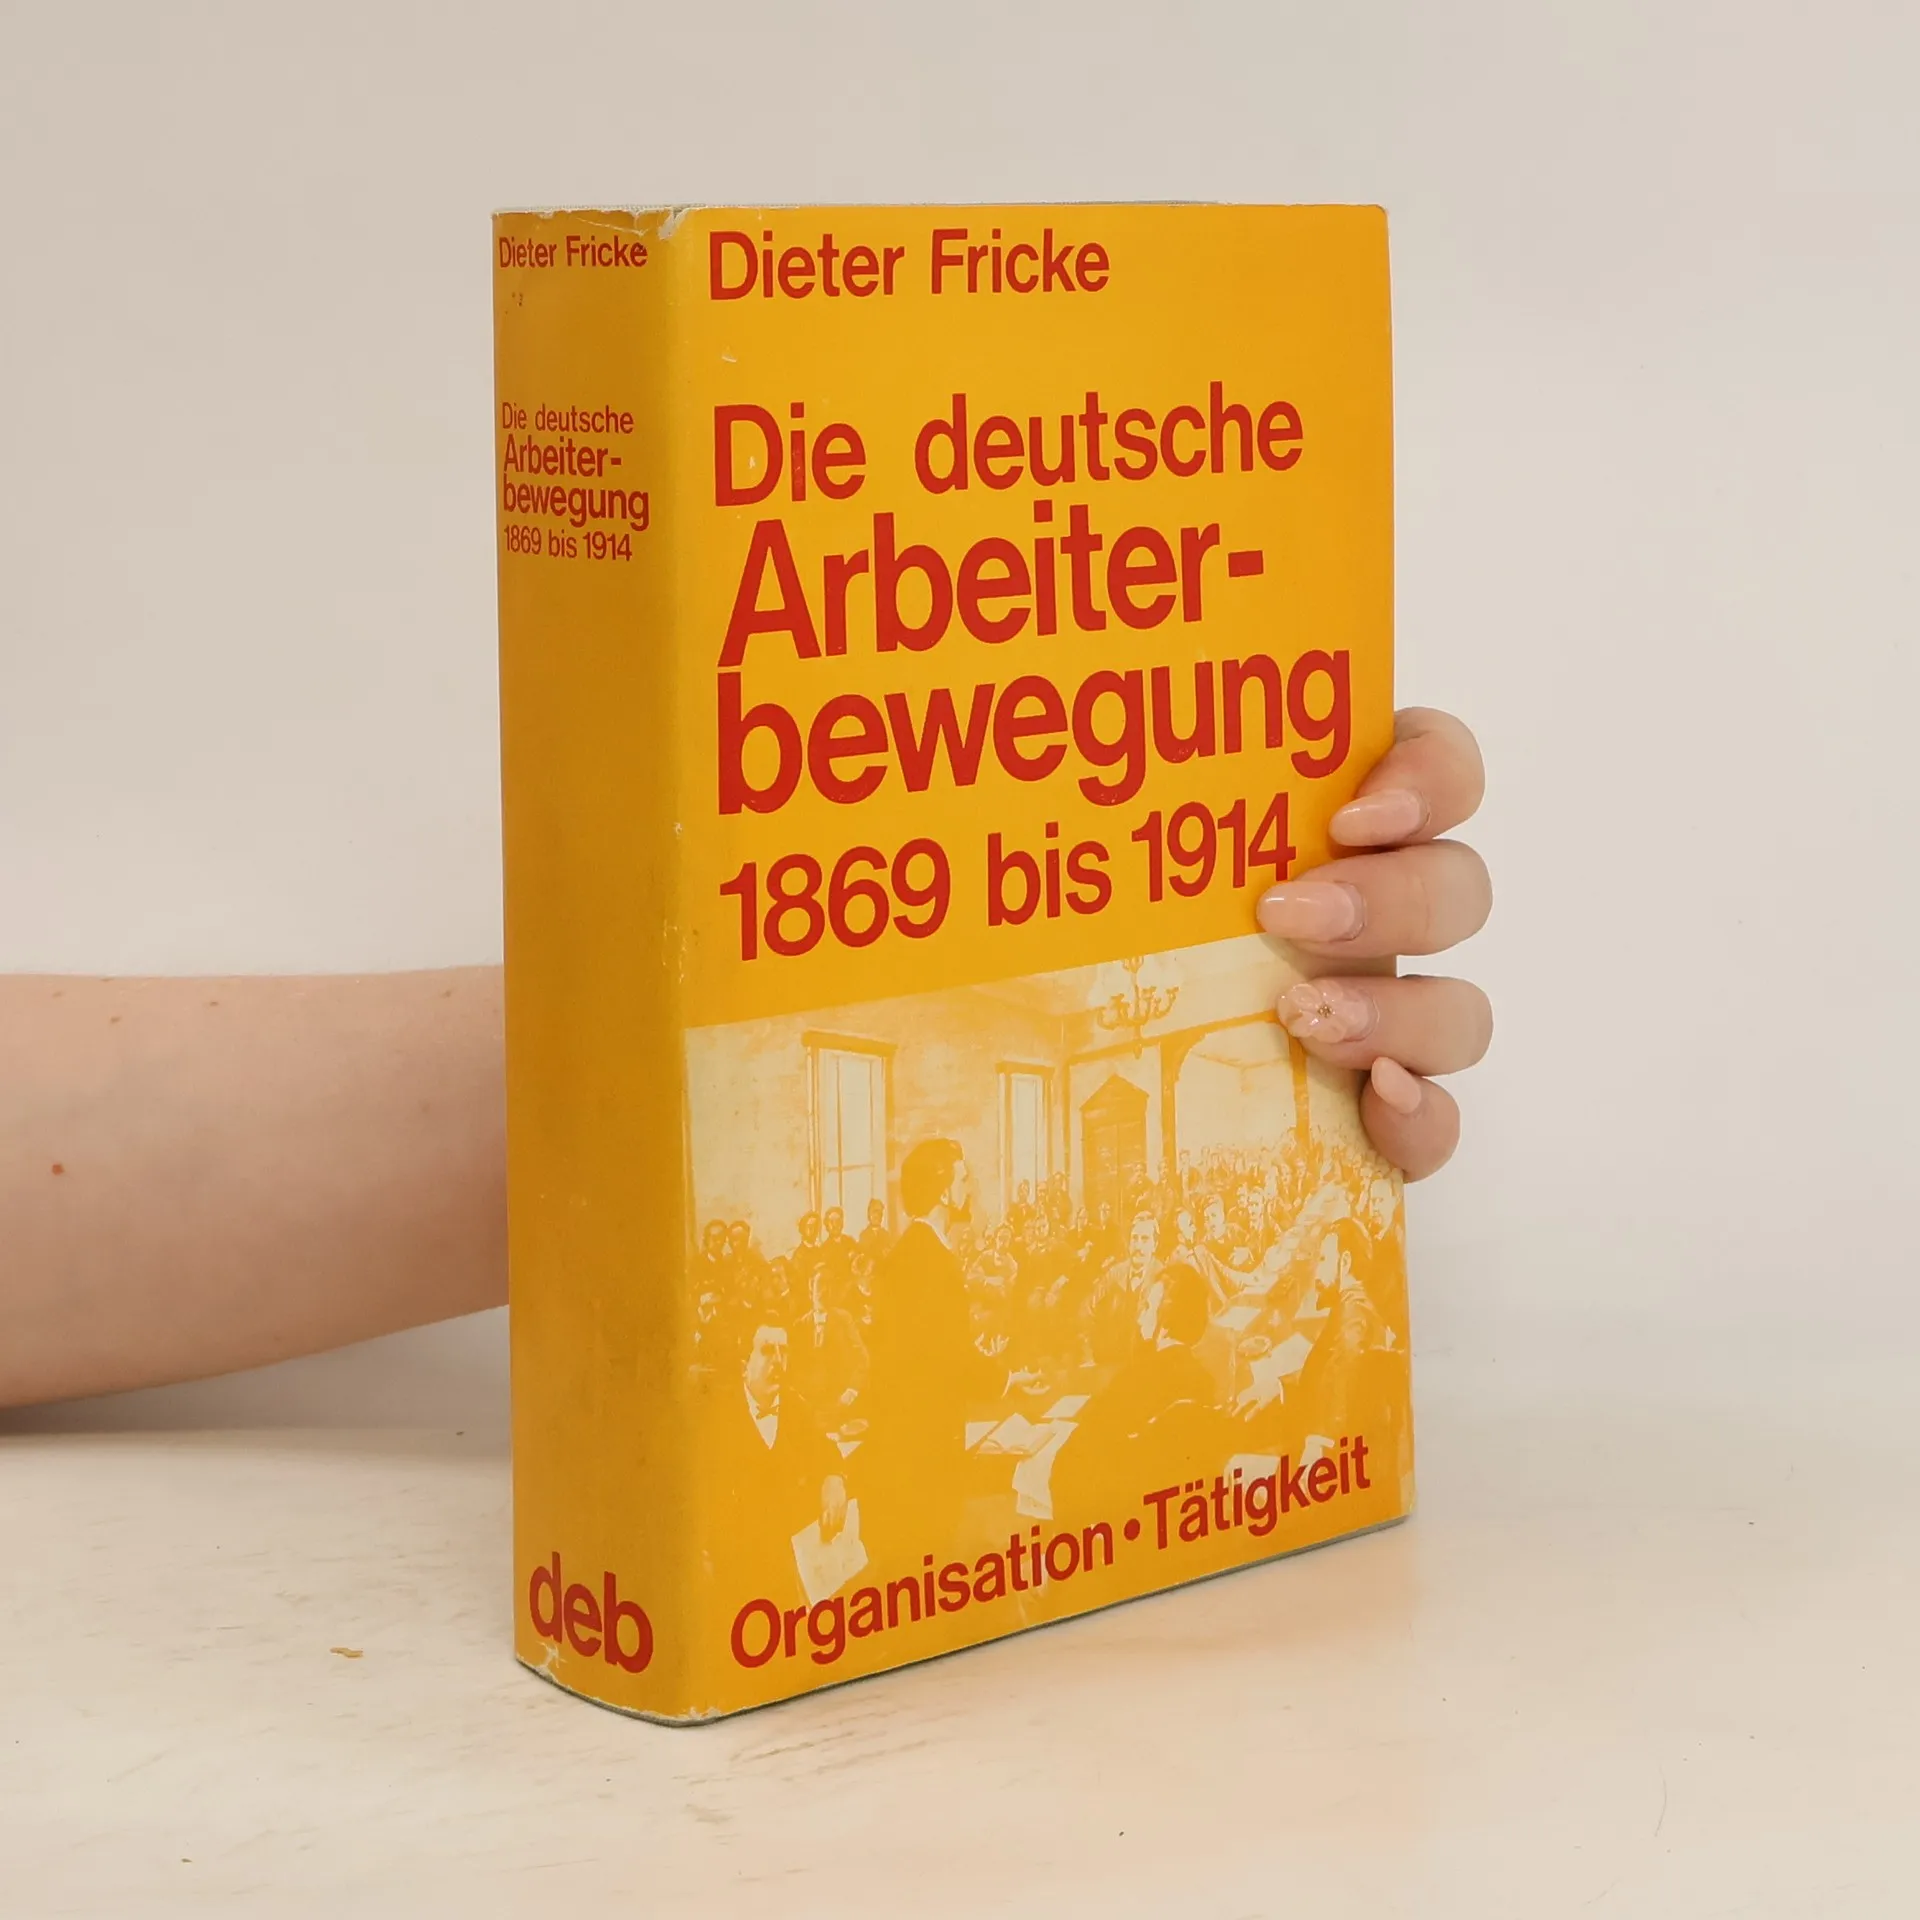 Dieter Fricke
Die deutsche
Arbeiter-
bewegung
1869 bis 1914
deb
Dieter Fricke
Die deutsche
Arbeiter-
bewegung
1869 bis 1914
Organisation • Tätigkeit